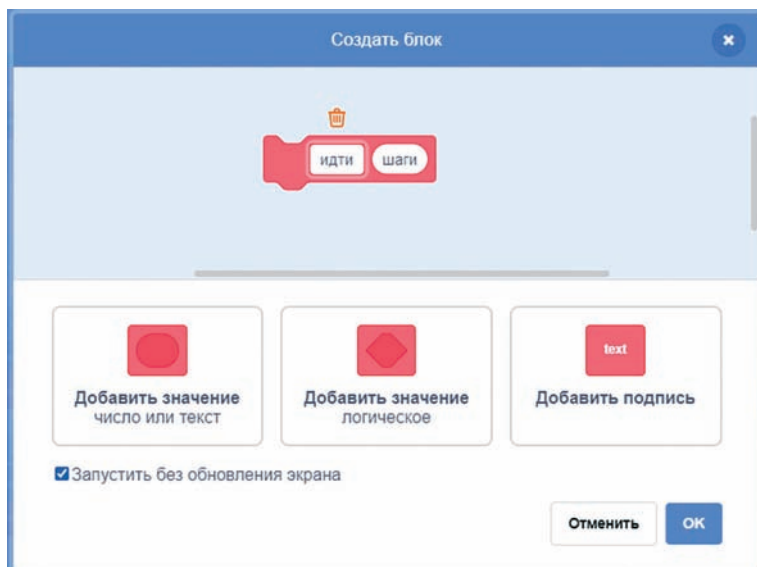 Создать блок
идти шаги
text
Добавить значение
число или текст
Добавить значение
логическое
Добавить подпись
Запустить без обновления экрана
Отменить
OK